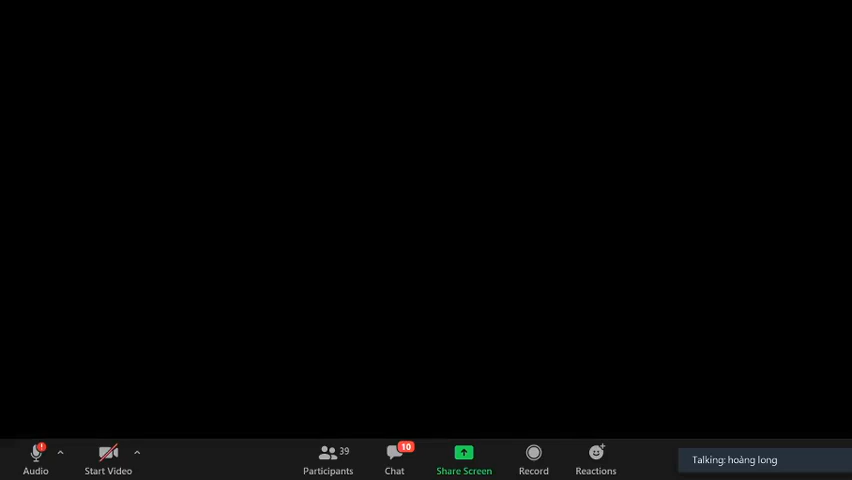 39
10
!
Audio
Start Video
Participants
Chat
Share Screen
Record
Reactions
Talking: hoàng long